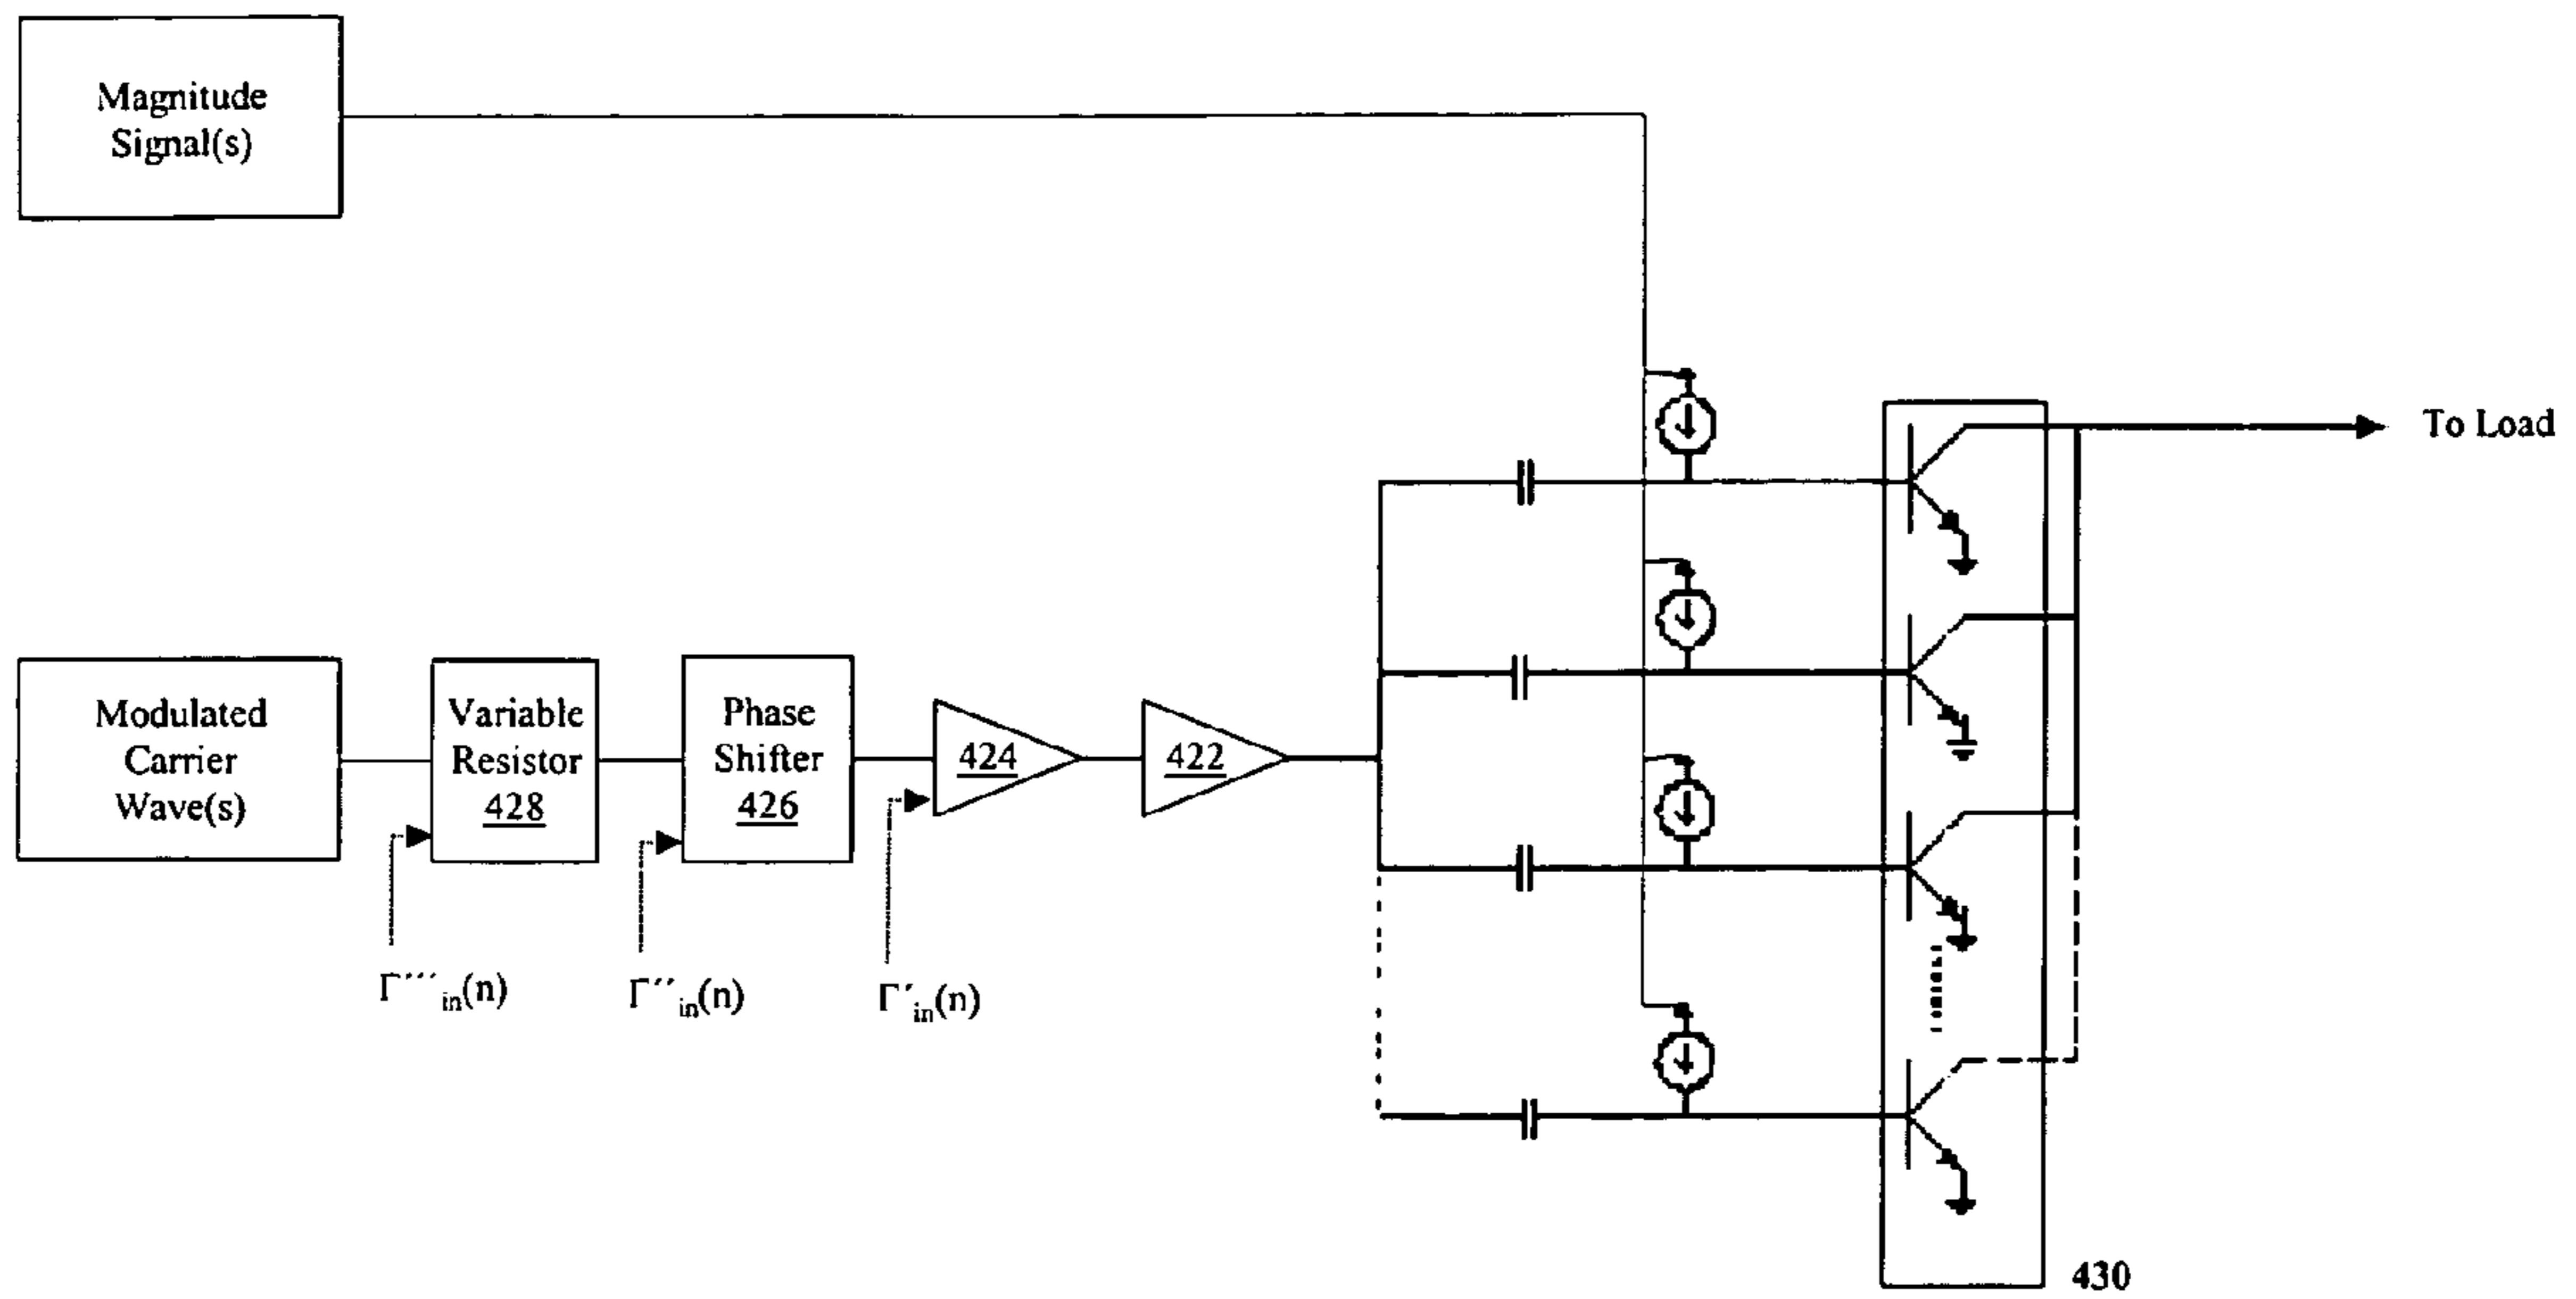 Magnitude
Signal(s)
To Load
Modulated
Carrier
Wave(s)
Variable
Resistor
428
Phase
Shifter
426
424
422
Γ´´´in(n)
Γ´´in(n)
Γ´in(n)
430